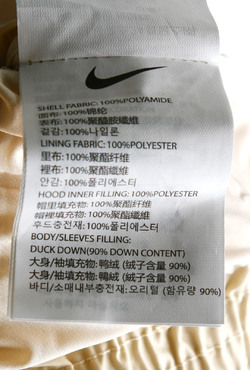 SHELL FABRIC: 100%POLYAMIDE
面布: 100%锦纶
表布: 100%聚醯胺纖維
겉감: 100%나일론
LINING FABRIC: 100%POLYESTER
里布: 100%聚酯纤维
裡布: 100%聚酯纖維
안감: 100%폴리에스터
HOOD INNER FILLING: 100%POLYESTER
帽里填充物: 100%聚酯纤维
帽裡填充物: 100%聚酯纖維
후드충전재: 100%폴리에스터
BODY/SLEEVES FILLING:
DUCK DOWN(90% DOWN CONTENT)
大身/袖填充物: 鸭绒 (绒子含量 90%)
大身/袖填充物: 鴨絨 (絨子含量 90%)
바디/소매내부충전재: 오리털 (함유량 90%)